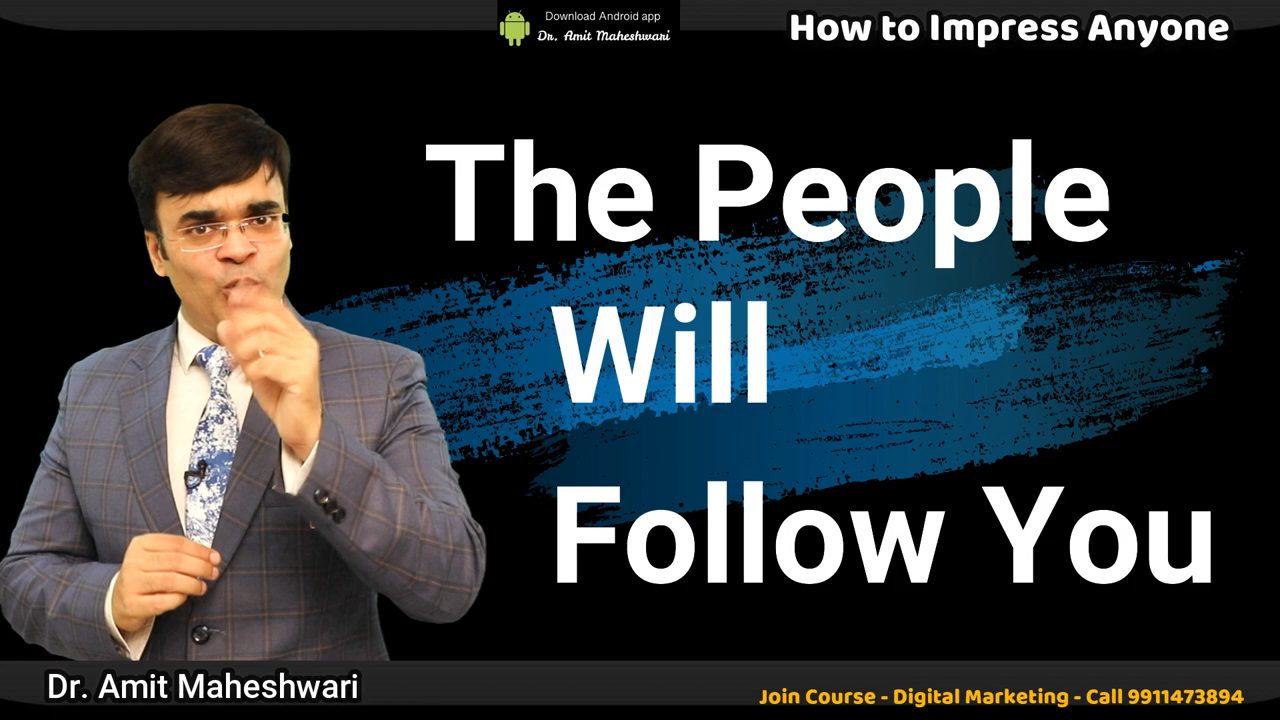 Download Android app
Dr. Amit Maheshwari
How to Impress Anyone
The People
Will
Follow You
Dr. Amit Maheshwari
Join Course - Digital Marketing - Call 9911473894